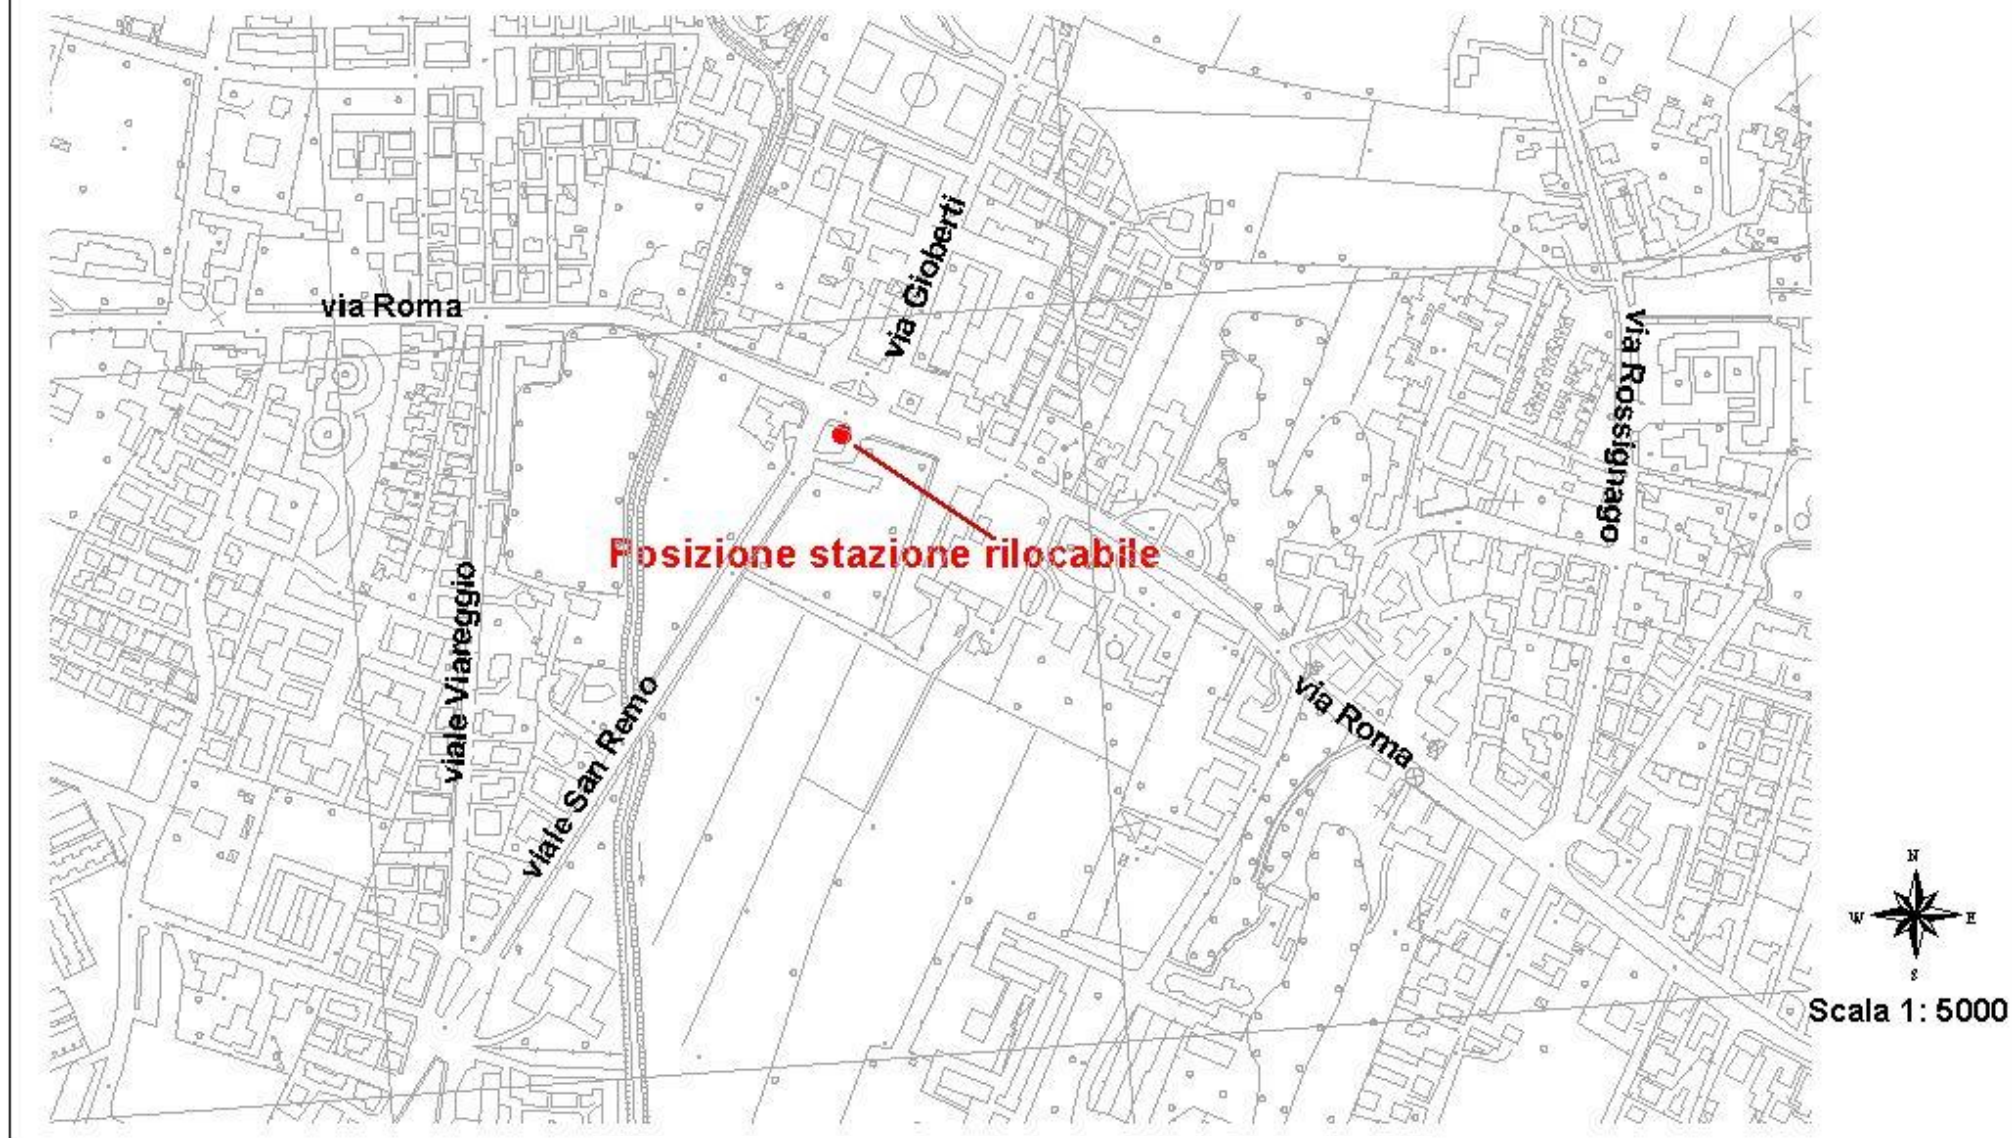 via Gioberti
via Roma
via Rossignago
Posizione stazione rilocabile
viale Viareggio
viale San Remo
via Roma
N
W E
S
Scala 1: 5000